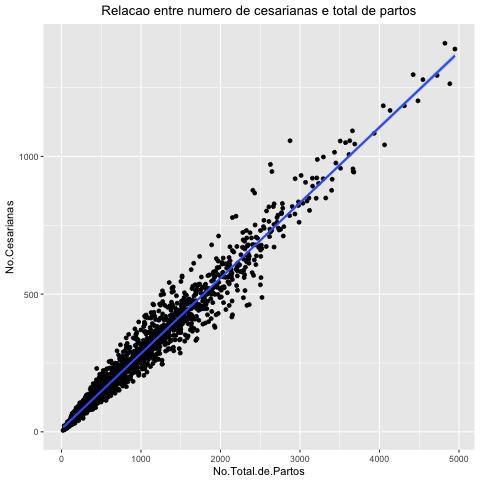 Relacao entre numero de cesarianas e total de partos
No.Cesarianas
1000
500
0
0 1000 2000 3000 4000 5000
No.Total.de.Partos